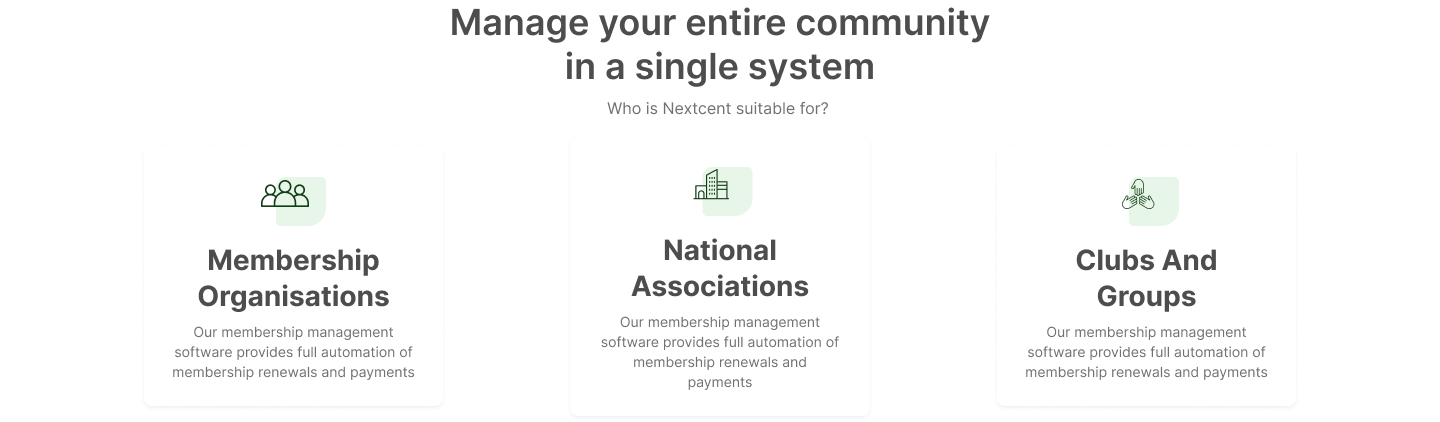 Manage your entire community
in a single system
Who is Nextcent suitable for?
Membership
Organisations
Our membership management
software provides full automation of
membership renewals and payments
National
Associations
Our membership management
software provides full automation of
membership renewals and
payments
Clubs And
Groups
Our membership management
software provides full automation of
membership renewals and payments